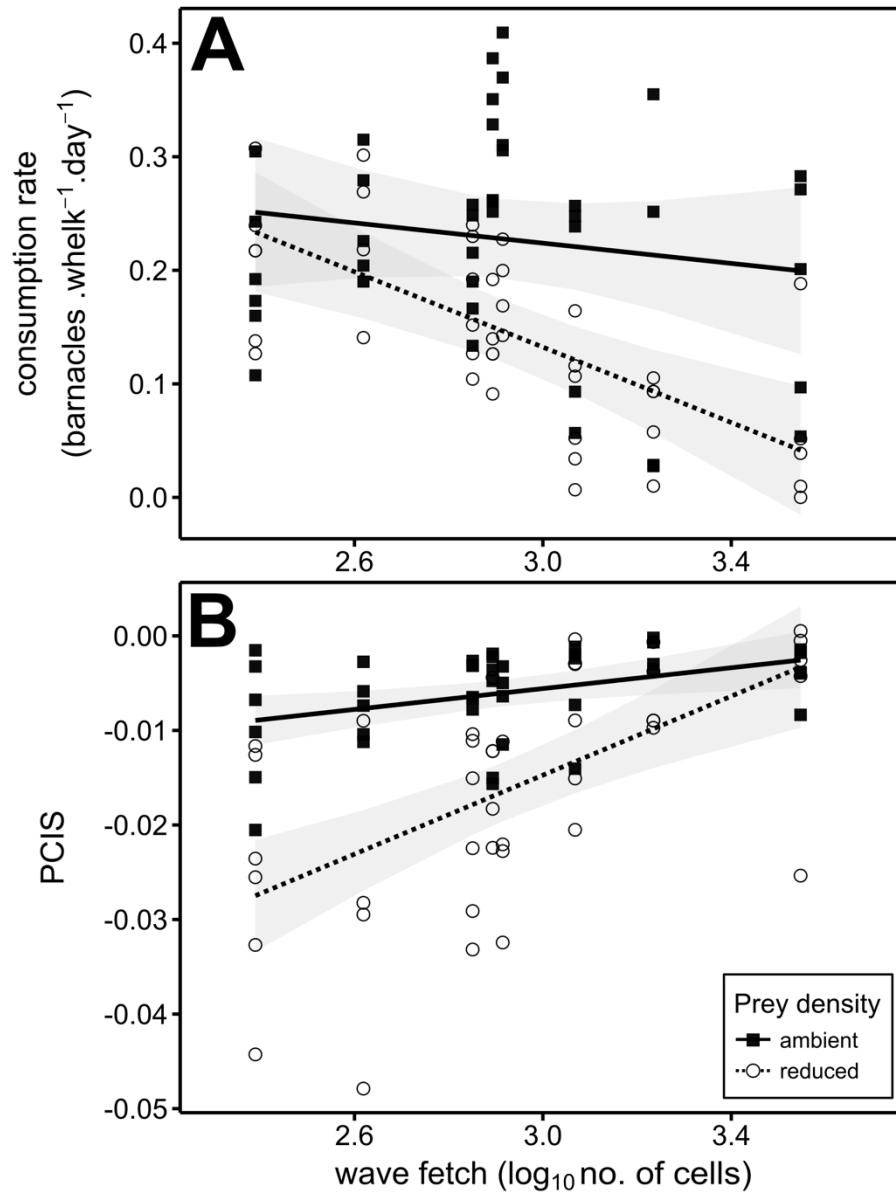 A
consumption rate
(barnacles .whelk⁻¹.day⁻¹)
0.4
0.3
0.2
0.1
0.0
2.6 3.0 3.4
B
PCIS
0.00
-0.01
-0.02
-0.03
-0.04
-0.05
Prey density
ambient
reduced
2.6 3.0 3.4
wave fetch (log₁₀ no. of cells)